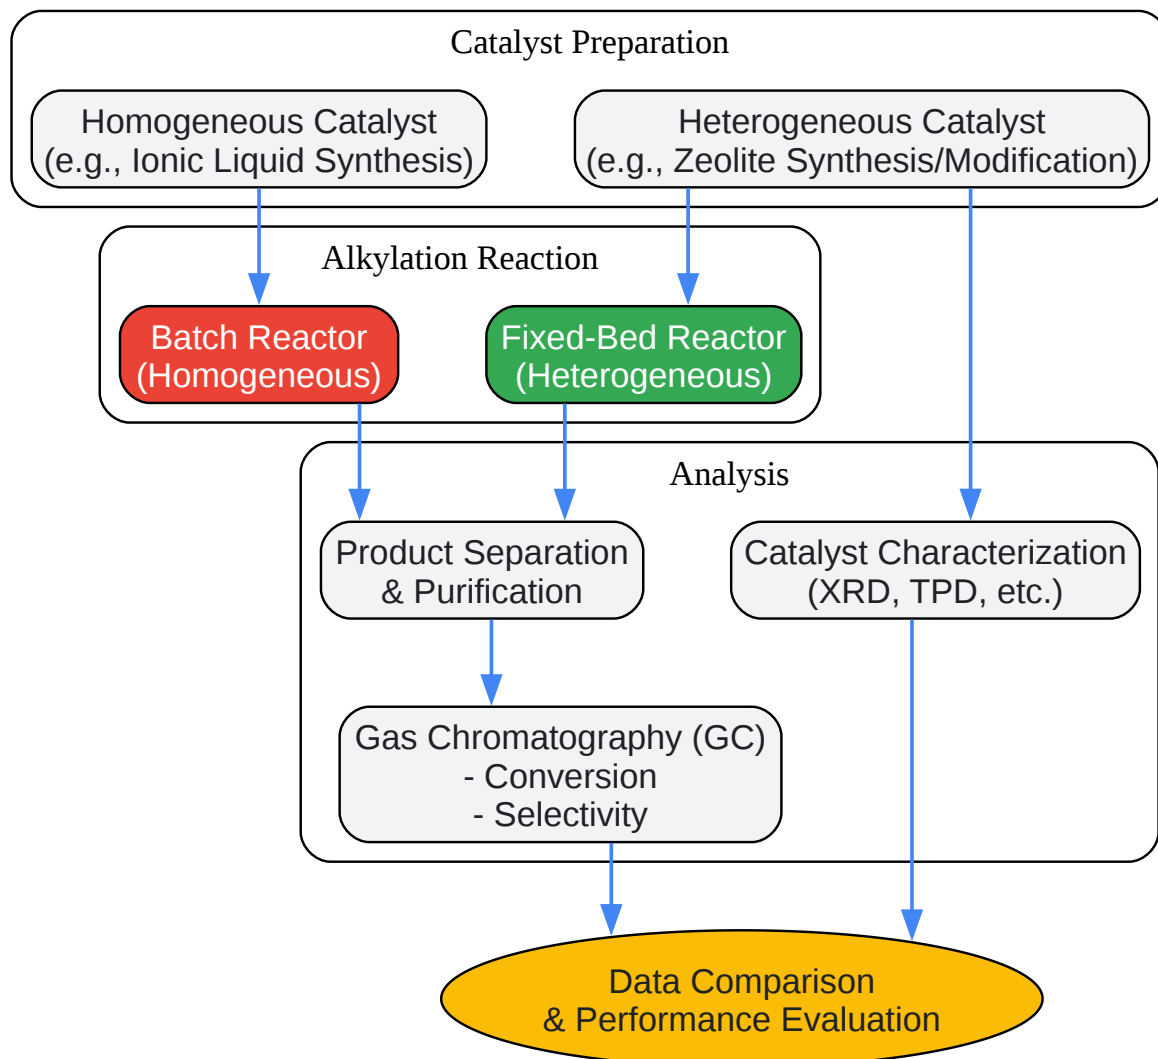 Catalyst Preparation
Homogeneous Catalyst
(e.g., Ionic Liquid Synthesis)
Heterogeneous Catalyst
(e.g., Zeolite Synthesis/Modification)
Alkylation Reaction
Batch Reactor
(Homogeneous)
Fixed-Bed Reactor
(Heterogeneous)
Analysis
Product Separation
& Purification
Catalyst Characterization
(XRD, TPD, etc.)
Gas Chromatography (GC)
- Conversion
- Selectivity
Data Comparison
& Performance Evaluation